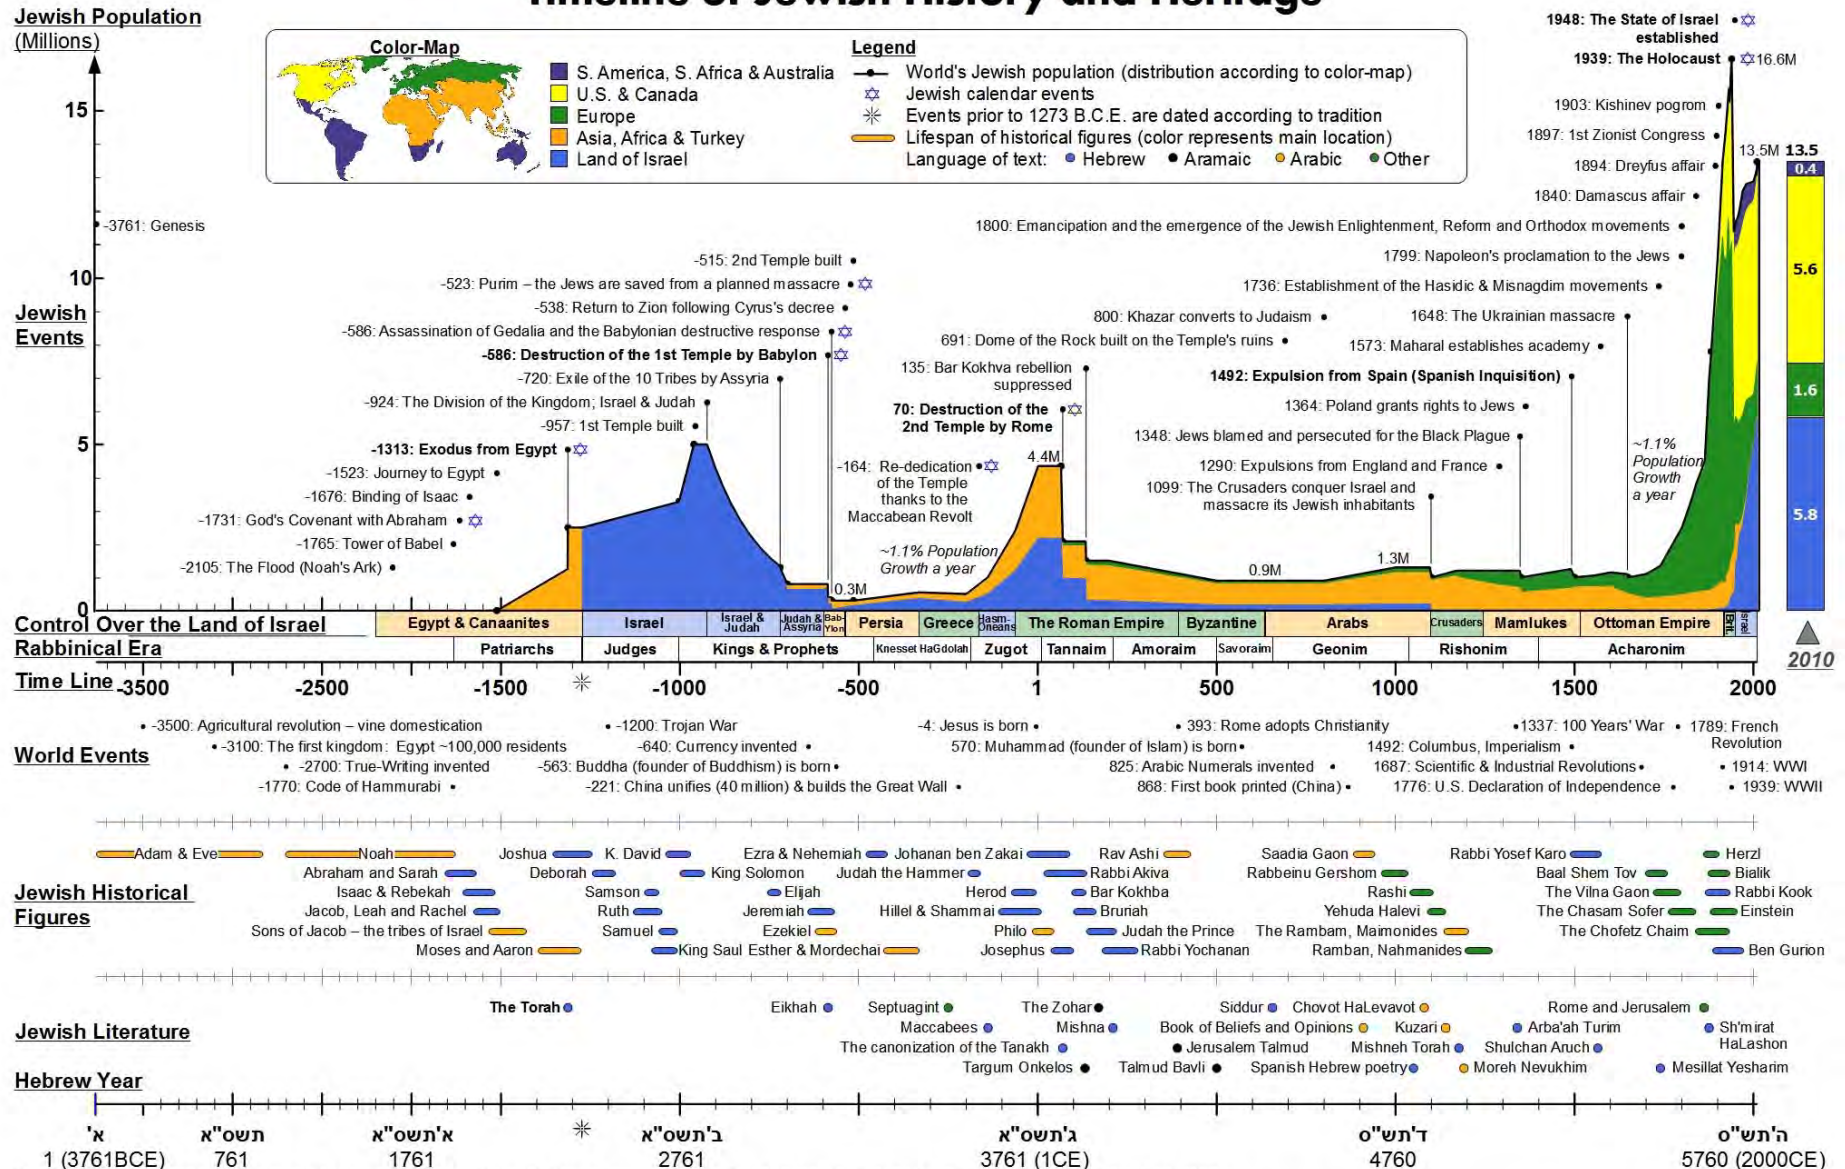 Timeline of Jewish History and Heritage
Jewish Population
(Millions)
Color-Map
S. America, S. Africa & Australia
U.S. & Canada
Europe
Asia, Africa & Turkey
Land of Israel
Legend
World's Jewish population (distribution according to color-map)
Jewish calendar events
Events prior to 1273 B.C.E. are dated according to tradition
Lifespan of historical figures (color represents main location)
Language of text: Hebrew Aramaic Arabic Other
1948: The State of Israel
established
1939: The Holocaust
16.6M
15
1903: Kishinev pogrom
1897: 1st Zionist Congress
13.5M 13.5
1894: Dreyfus affair
0.4
1840: Damascus affair
-3761: Genesis
1800: Emancipation and the emergence of the Jewish Enlightenment, Reform and Orthodox movements
-515: 2nd Temple built
1799: Napoleon's proclamation to the Jews
10
5.6
-523: Purim – the Jews are saved from a planned massacre
1736: Establishment of the Hasidic & Misnagdim movements
-538: Return to Zion following Cyrus's decree
Jewish
Events
800: Khazar converts to Judaism
1648: The Ukrainian massacre
-586: Assassination of Gedalia and the Babylonian destructive response
691: Dome of the Rock built on the Temple's ruins
1573: Maharal establishes academy
-586: Destruction of the 1st Temple by Babylon
135: Bar Kokhva rebellion
suppressed
1492: Expulsion from Spain (Spanish Inquisition)
-720: Exile of the 10 Tribes by Assyria
1.6
-924: The Division of the Kingdom; Israel & Judah
70: Destruction of the
2nd Temple by Rome
1364: Poland grants rights to Jews
-957: 1st Temple built
1348: Jews blamed and persecuted for the Black Plague
5
-1313: Exodus from Egypt
4.4M
~1.1%
Population
Growth
a year
-1523: Journey to Egypt
-164: Re-dedication
of the Temple
thanks to the
Maccabean Revolt
1290: Expulsions from England and France
-1676: Binding of Isaac
1099: The Crusaders conquer Israel and
massacre its Jewish inhabitants
-1731: God's Covenant with Abraham
5.8
-1765: Tower of Babel
~1.1% Population
Growth a year
-2105: The Flood (Noah's Ark)
0.3M
0.9M
1.3M
0
Control Over the Land of Israel
Egypt & Canaanites
Israel
Israel &
Judah
Judah &
Assyria
Bab-
Ylon
Persia
Greece
Hasm-
Oneans
The Roman Empire
Byzantine
Arabs
Crusaders
Mamlukes
Ottoman Empire
Brit.
Israel
Rabbinical Era
Patriarchs
Judges
Kings & Prophets
Knesset HaGdolah
Zugot
Tannaim
Amoraim
Savoraim
Geonim
Rishonim
Acharonim
2010
Time Line
-3500 -2500 -1500 -1000 -500 1 500 1000 1500 2000
World Events
-3500: Agricultural revolution – vine domestication
-1200: Trojan War
-4: Jesus is born
393: Rome adopts Christianity
1337: 100 Years' War
1789: French
Revolution
-3100: The first kingdom: Egypt ~100,000 residents
-640: Currency invented
570: Muhammad (founder of Islam) is born
1492: Columbus, Imperialism
-2700: True-Writing invented
-563: Buddha (founder of Buddhism) is born
825: Arabic Numerals invented
1687: Scientific & Industrial Revolutions
1914: WWI
-1770: Code of Hammurabi
-221: China unifies (40 million) & builds the Great Wall
868: First book printed (China)
1776: U.S. Declaration of Independence
1939: WWII
Jewish Historical
Figures
Adam & Eve
Noah
Joshua
K. David
Ezra & Nehemiah
Johanan ben Zakai
Rav Ashi
Saadia Gaon
Rabbi Yosef Karo
Herzl
Abraham and Sarah
Deborah
King Solomon
Judah the Hammer
Rabbi Akiva
Rabbeinu Gershom
Baal Shem Tov
Bialik
Isaac & Rebekah
Samson
Elijah
Herod
Bar Kokhba
Rashi
The Vilna Gaon
Rabbi Kook
Jacob, Leah and Rachel
Ruth
Jeremiah
Hillel & Shammai
Bruriah
Yehuda Halevi
The Chasam Sofer
Einstein
Sons of Jacob – the tribes of Israel
Samuel
Ezekiel
Philo
Judah the Prince
The Rambam, Maimonides
The Chofetz Chaim
Moses and Aaron
King Saul
Esther & Mordechai
Josephus
Rabbi Yochanan
Ramban, Nahmanides
Ben Gurion
Jewish Literature
The Torah
Eikhah
Septuagint
The Zohar
Siddur
Chovot HaLevavot
Rome and Jerusalem
Maccabees
Mishna
Book of Beliefs and Opinions
Kuzari
Arba'ah Turim
Sh'mirat
HaLashon
The canonization of the Tanakh
Jerusalem Talmud
Mishneh Torah
Shulchan Aruch
Targum Onkelos
Talmud Bavli
Spanish Hebrew poetry
Moreh Nevukhim
Mesillat Yesharim
Hebrew Year
א'
תשס"א
א'תשס"א
ב'תשס"א
ג'תשס"א
ד'תש"ס
ה'תש"ס
1 (3761BCE) 761 1761 2761 3761 (1CE) 4760 5760 (2000CE)